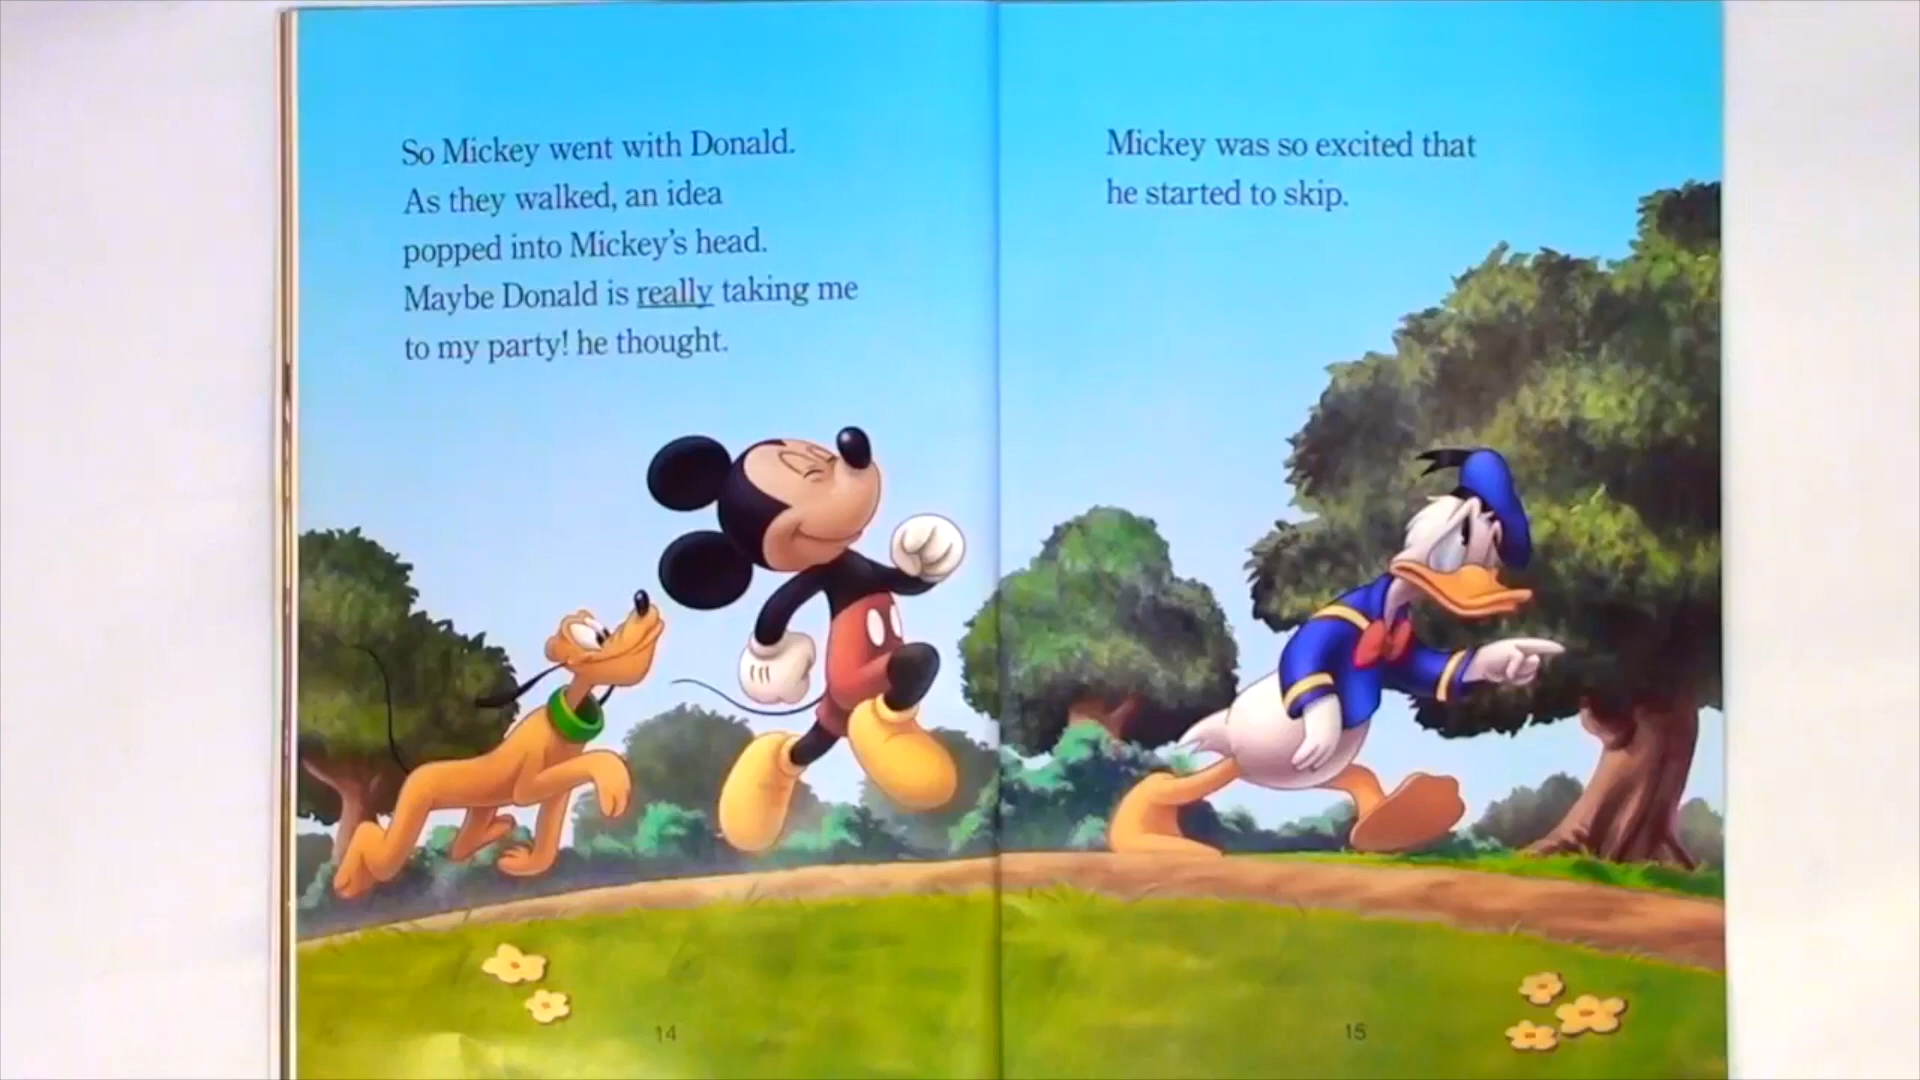 So Mickey went with Donald.
As they walked, an idea
popped into Mickey's head.
Maybe Donald is really taking me
to my party! he thought.
14
Mickey was so excited that
he started to skip.
15